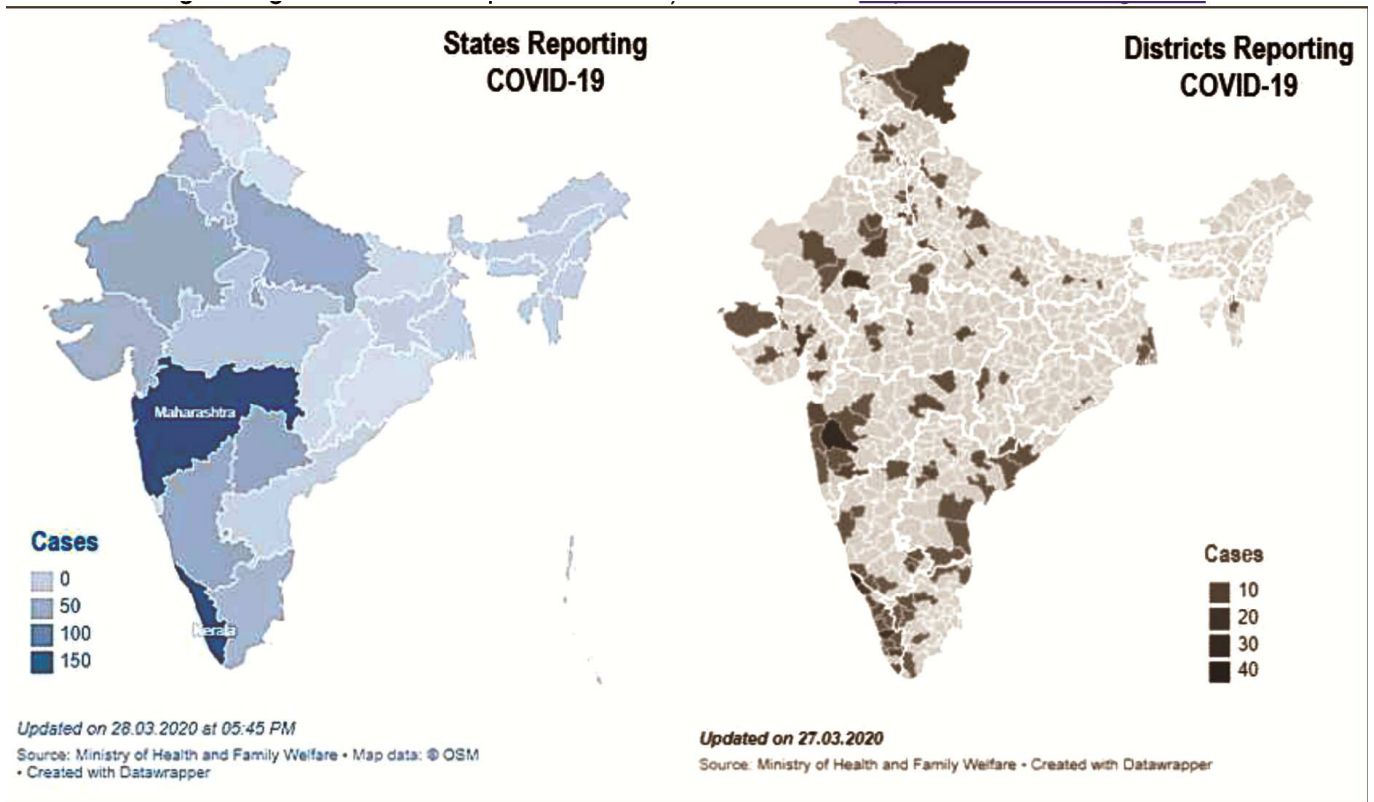 States Reporting
COVID-19
Maharashtra
Kerala
Cases
0
50
100
150
Updated on 28.03.2020 at 05:45 PM
Source: Ministry of Health and Family Welfare • Map data: © OSM
• Created with Datawrapper
Districts Reporting
COVID-19
Cases
10
20
30
40
Updated on 27.03.2020
Source: Ministry of Health and Family Welfare • Created with Datawrapper